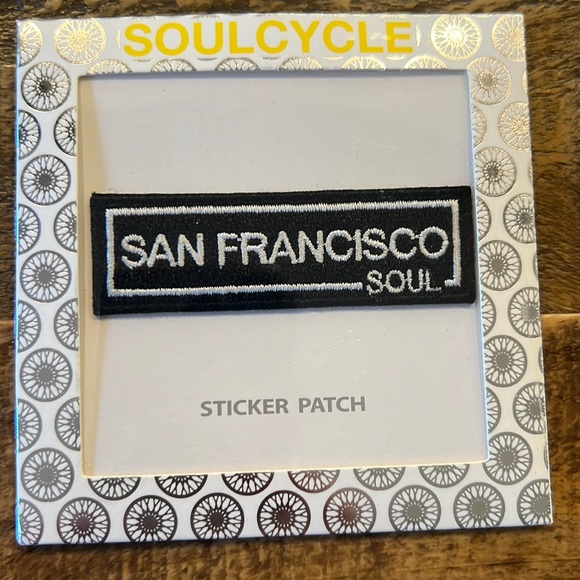 SOULCYCLE
SAN FRANCISCO
SOUL
STICKER PATCH